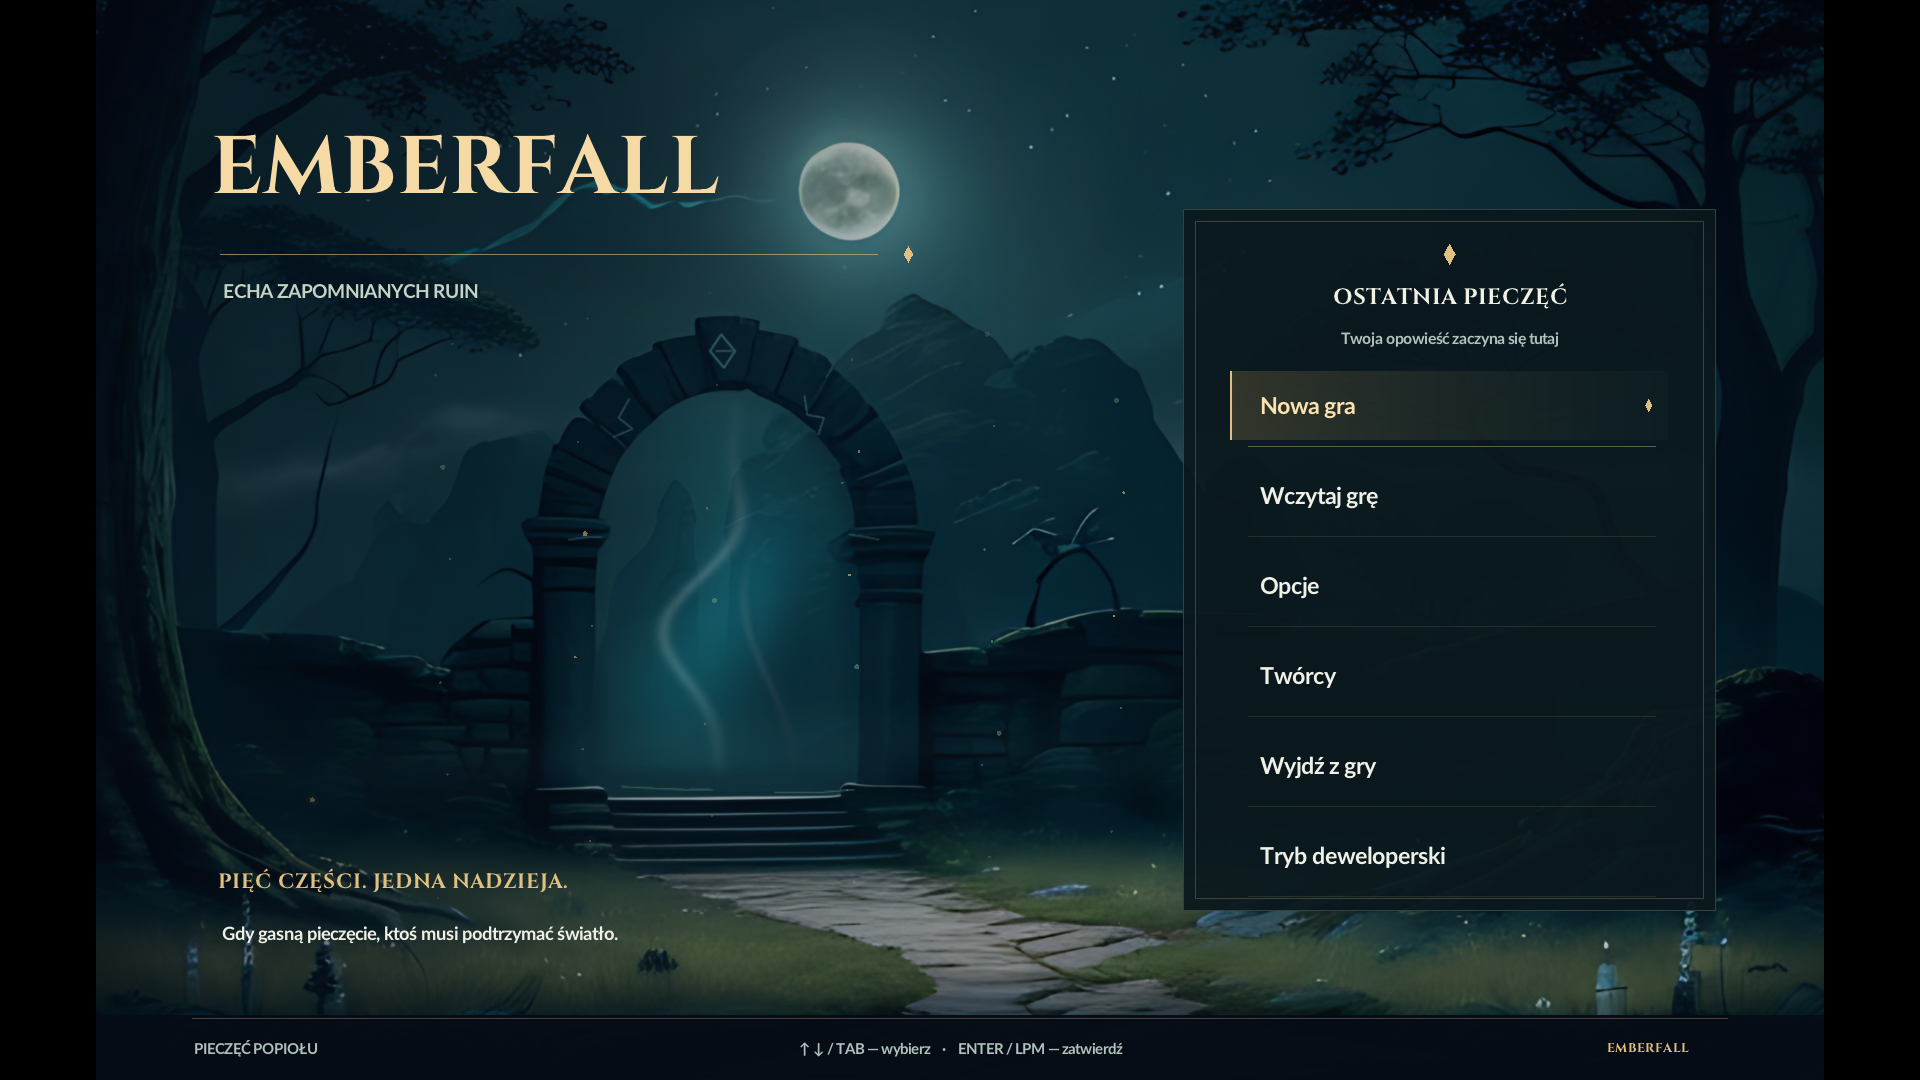 EMBERFALL
ECHA ZAPOMNIANYCH RUIN
OSTATNIA PIECZĘĆ
Twoja opowieść zaczyna się tutaj
Nowa gra
Wczytaj grę
Opcje
Twórcy
Wyjdź z gry
Tryb deweloperski
PIĘĆ CZĘŚCI. JEDNA NADZIEJA.
Gdy gasną pieczęcie, ktoś musi podtrzymać światło.
PIECZĘĆ POPIOŁU
↑ ↓ / TAB — wybierz · ENTER / LPM — zatwierdź
EMBERFALL